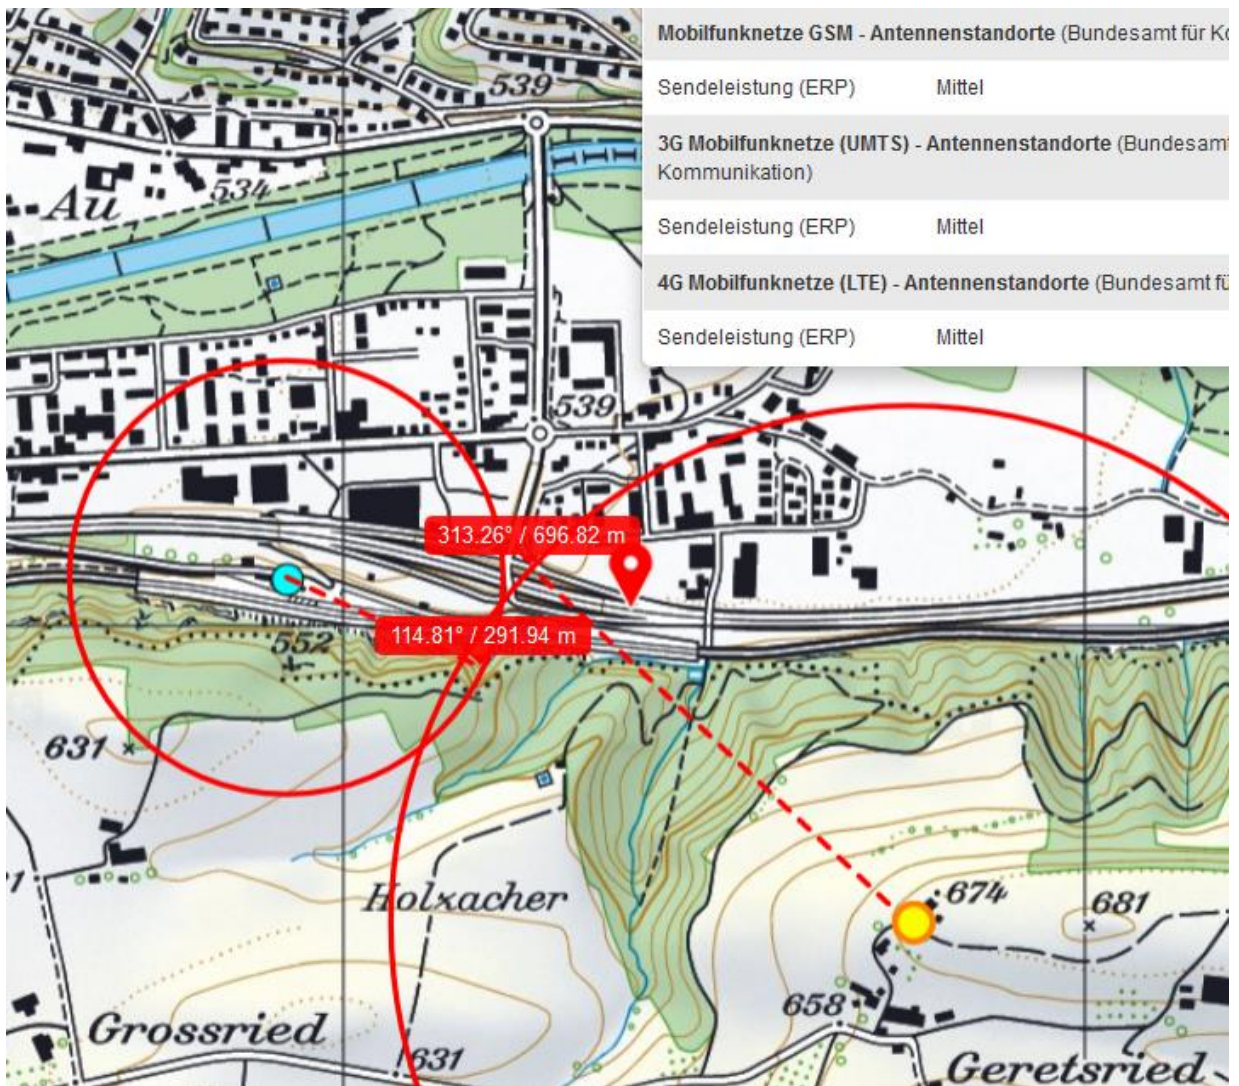 Mobilfunknetze GSM - Antennenstandorte (Bundesamt für Ko
Sendeleistung (ERP) Mittel
3G Mobilfunknetze (UMTS) - Antennenstandorte (Bundesamt
Kommunikation)
Sendeleistung (ERP) Mittel
4G Mobilfunknetze (LTE) - Antennenstandorte (Bundesamt fü
Sendeleistung (ERP) Mittel
539
534
Au
539
313.26° / 696.82 m
114.81° / 291.94 m
552
631
Holzacher
674
681
658
Grossried
631
Geretsried